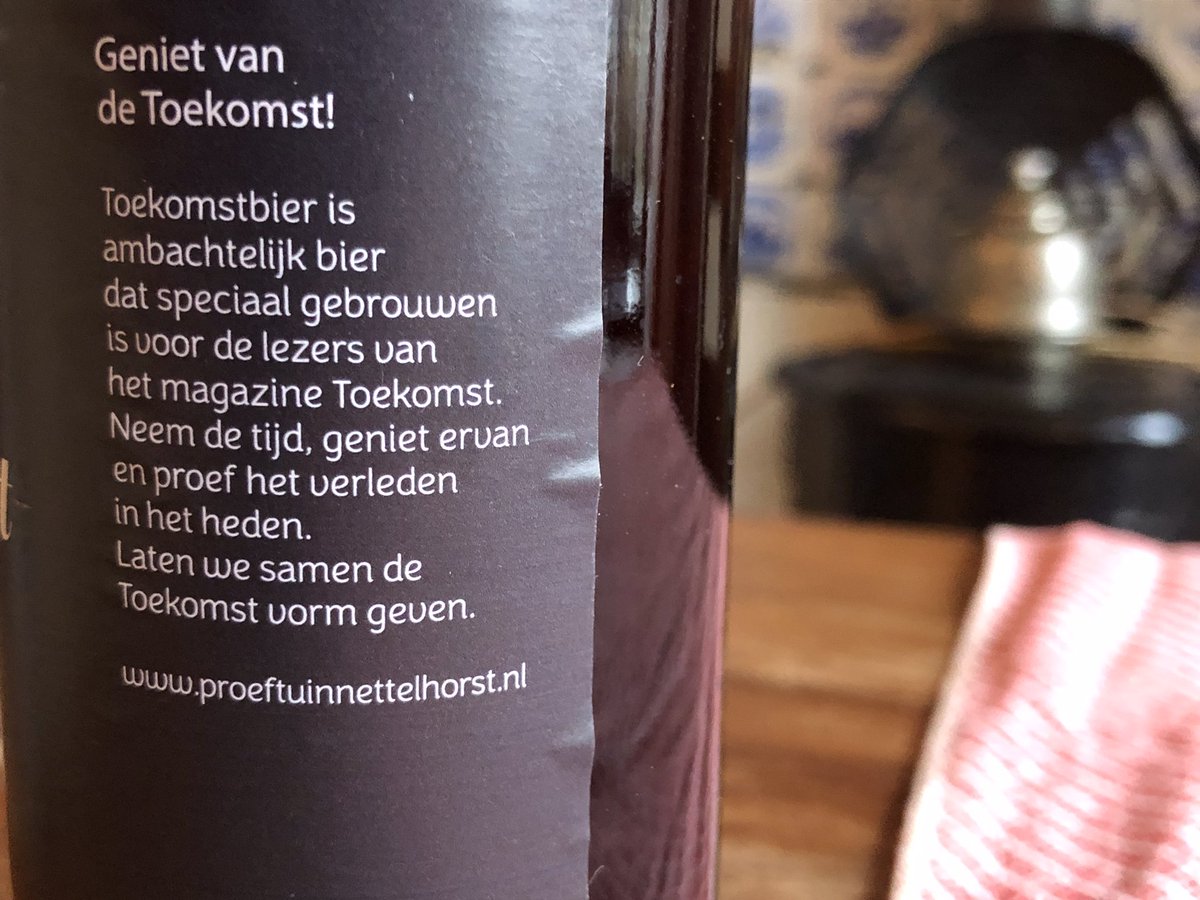 Geniet van
de Toekomst!
Toekomstbier is
ambachtelijk bier
dat speciaal gebrouwen
is voor de lezers van
het magazine Toekomst.
Neem de tijd, geniet ervan
en proef het verleden
in het heden.
Laten we samen de
Toekomst vorm geven.
www.proeftuinnettelhorst.nl